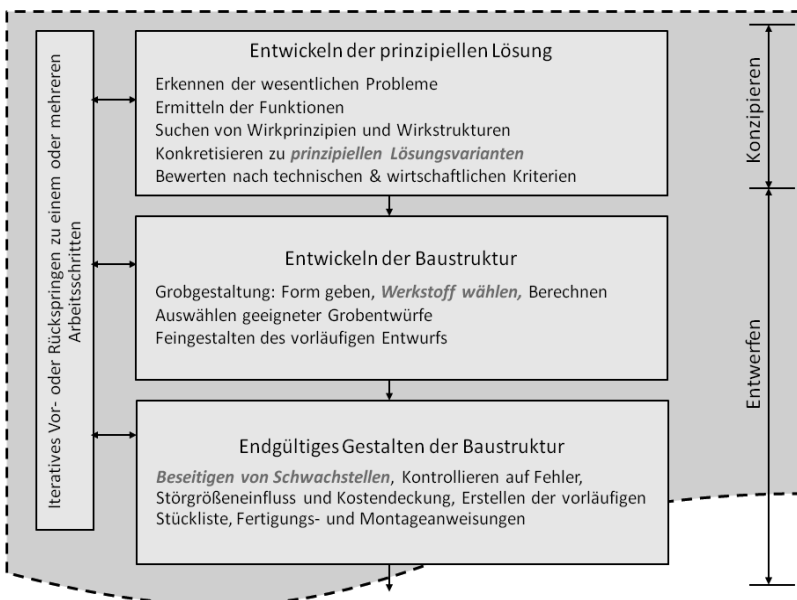 Iteratives Vor- oder Rückspringen zu einem oder mehreren
Arbeitsschritten
Entwickeln der prinzipiellen Lösung
Erkennen der wesentlichen Probleme
Ermitteln der Funktionen
Suchen von Wirkprinzipien und Wirkstrukturen
Konkretisieren zu prinzipiellen Lösungsvarianten
Bewerten nach technischen & wirtschaftlichen Kriterien
Konzipieren
Entwickeln der Baustruktur
Grobgestaltung: Form geben, Werkstoff wählen, Berechnen
Auswählen geeigneter Grobentwürfe
Feingestalten des vorläufigen Entwurfs
Endgültiges Gestalten der Baustruktur
Beseitigen von Schwachstellen, Kontrollieren auf Fehler,
Störgrößeneinfluss und Kostendeckung, Erstellen der vorläufigen
Stückliste, Fertigungs- und Montageanweisungen
Entwerfen